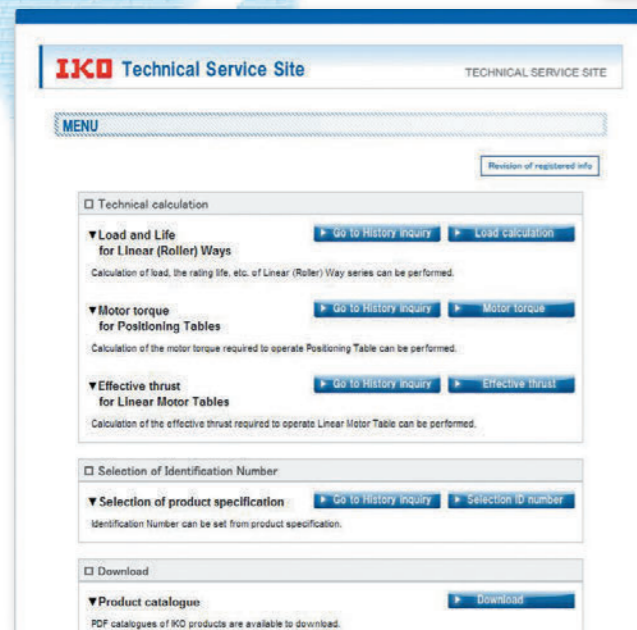 IKO Technical Service Site
TECHNICAL SERVICE SITE
MENU
Revision of registered info
Technical calculation
▼Load and Life
for Linear (Roller) Ways
Go to History inquiry
Load calculation
Calculation of load, the rating life, etc. of Linear (Roller) Way series can be performed.
▼Motor torque
for Positioning Tables
Go to History inquiry
Motor torque
Calculation of the motor torque required to operate Positioning Table can be performed.
▼Effective thrust
for Linear Motor Tables
Go to History inquiry
Effective thrust
Calculation of the effective thrust required to operate Linear Motor Table can be performed.
Selection of Identification Number
▼Selection of product specification
Go to History inquiry
Selection ID number
Identification Number can be set from product specification.
Download
▼Product catalogue
Download
PDF catalogues of IKO products are available to download.